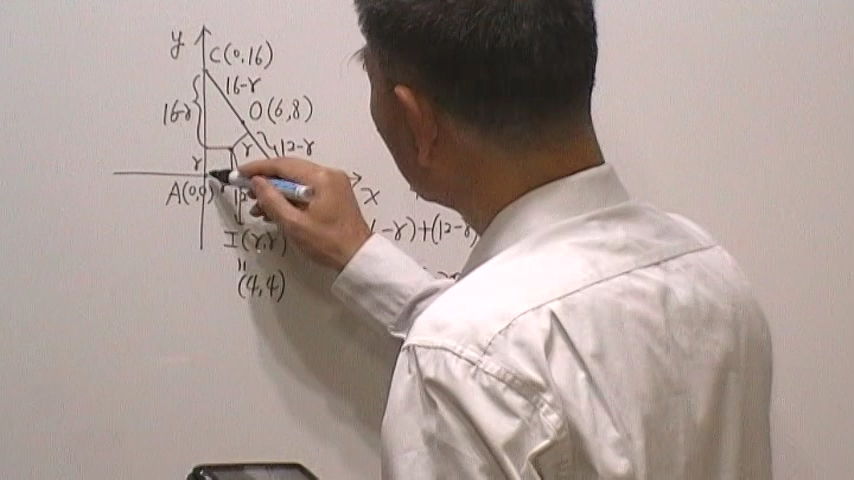 y
C(0,16)
16-r
16-r
O(6,8)
r
12-r
r
A(0,0)
x
I(r,r)
-r)+(12-r
"
(4,4)